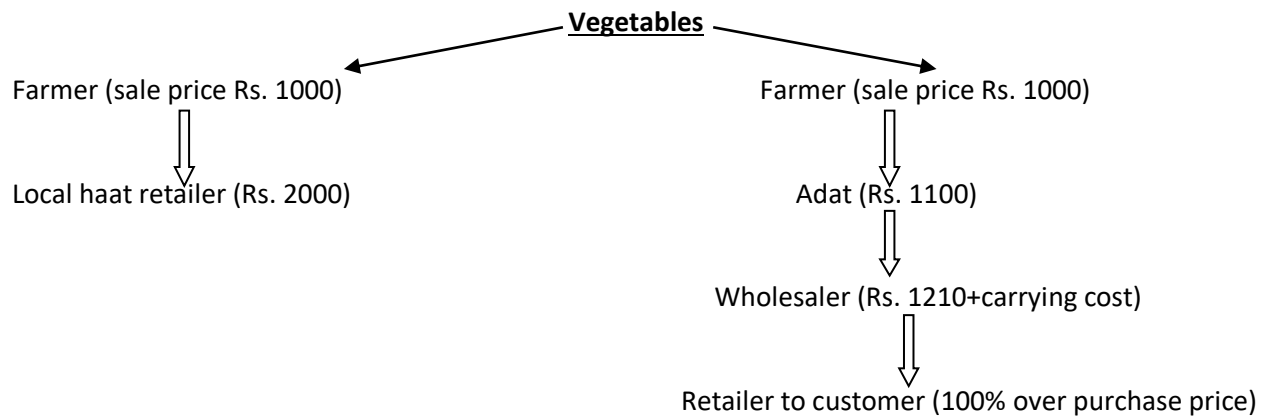 Vegetables
Farmer (sale price Rs. 1000)
Farmer (sale price Rs. 1000)
Local haat retailer (Rs. 2000)
Adat (Rs. 1100)
Wholesaler (Rs. 1210+carrying cost)
Retailer to customer (100% over purchase price)